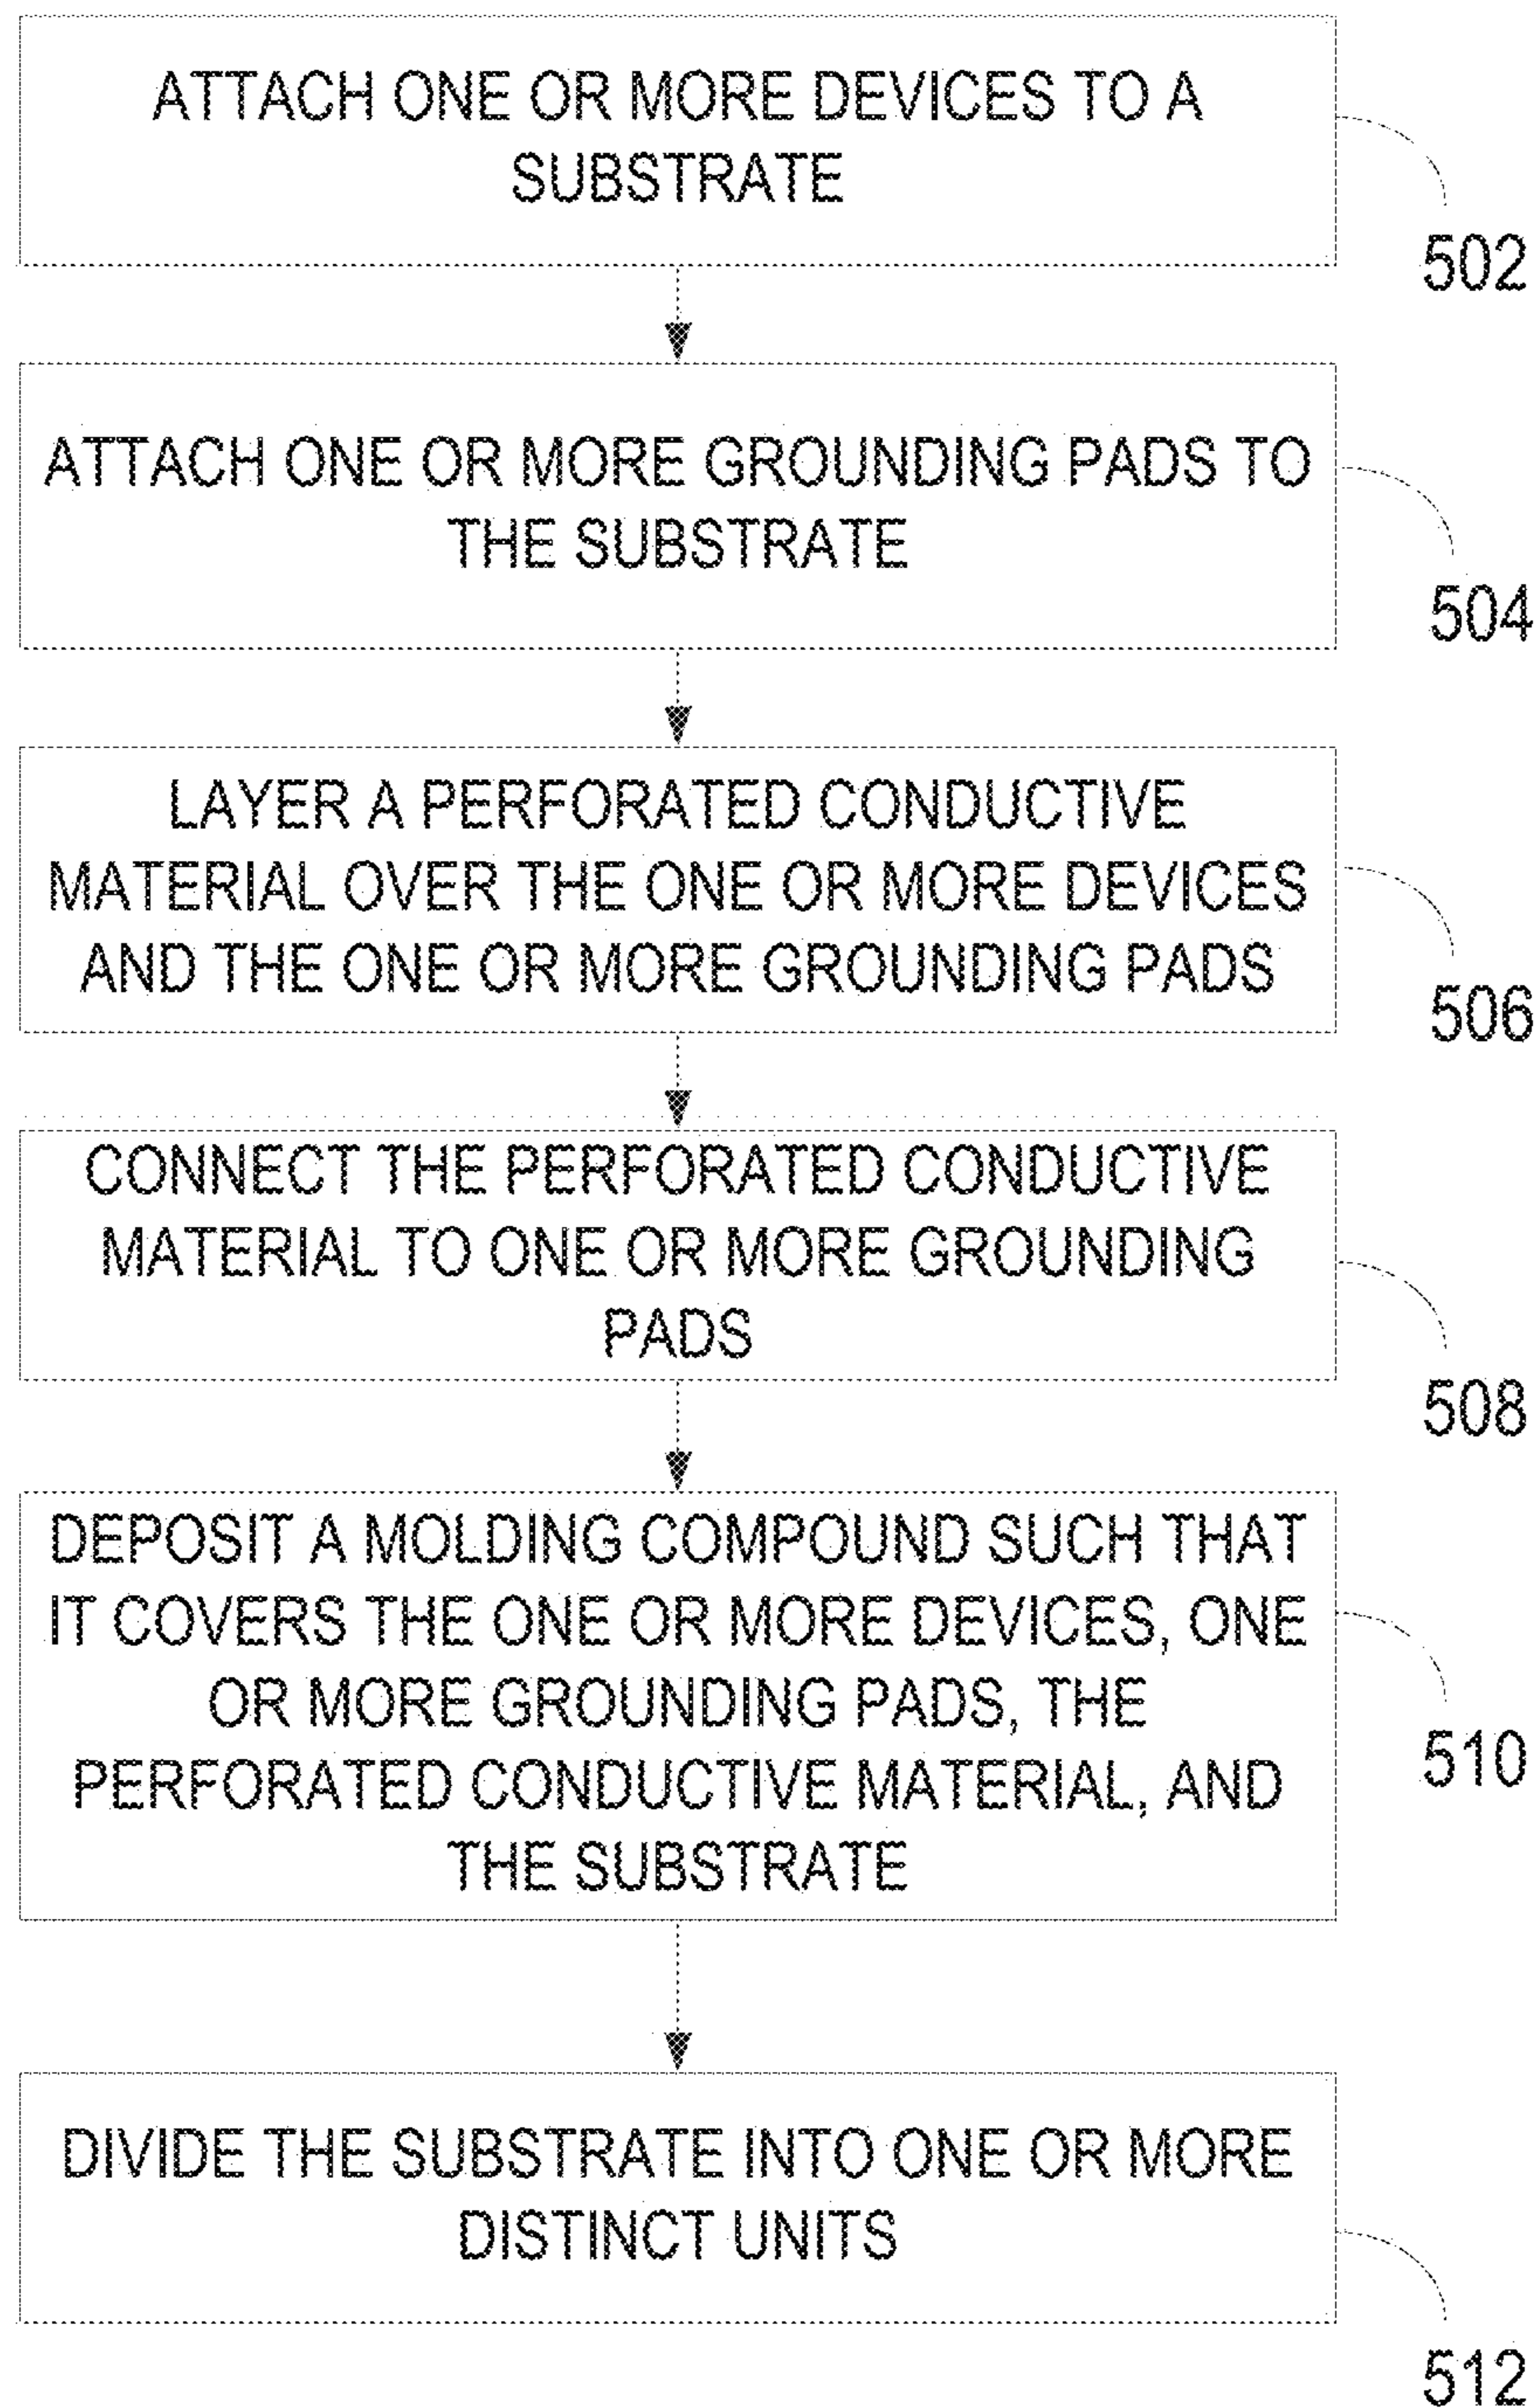 ATTACH ONE OR MORE DEVICES TO A
SUBSTRATE
502
ATTACH ONE OR MORE GROUNDING PADS TO
THE SUBSTRATE
504
LAYER A PERFORATED CONDUCTIVE
MATERIAL OVER THE ONE OR MORE DEVICES
AND THE ONE OR MORE GROUNDING PADS
506
CONNECT THE PERFORATED CONDUCTIVE
MATERIAL TO ONE OR MORE GROUNDING
PADS
508
DEPOSIT A MOLDING COMPOUND SUCH THAT
IT COVERS THE ONE OR MORE DEVICES, ONE
OR MORE GROUNDING PADS, THE
PERFORATED CONDUCTIVE MATERIAL, AND
THE SUBSTRATE
510
DIVIDE THE SUBSTRATE INTO ONE OR MORE
DISTINCT UNITS
512